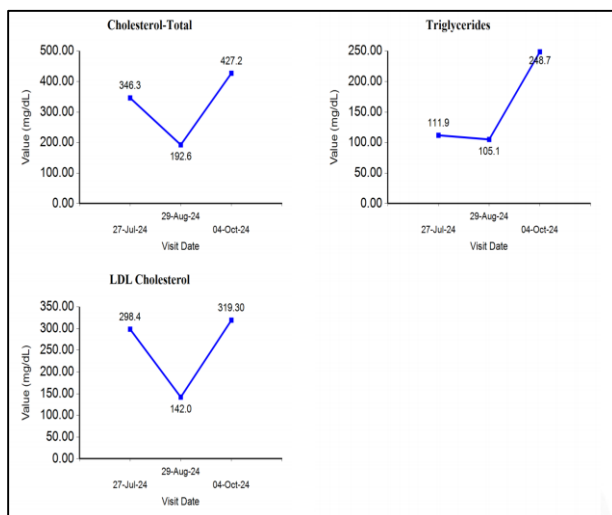 Cholesterol-Total
Value (mg/dL)
500.00
400.00
300.00
200.00
100.00
0.00
346.3
192.6
427.2
29-Aug-24
27-Jul-24
04-Oct-24
Visit Date
Triglycerides
Value (mg/dL)
250.00
200.00
150.00
100.00
50.00
0.00
111.9
105.1
248.7
29-Aug-24
27-Jul-24
04-Oct-24
Visit Date
LDL Cholesterol
Value (mg/dL)
350.00
300.00
250.00
200.00
150.00
100.00
50.00
0.00
298.4
142.0
319.30
29-Aug-24
27-Jul-24
04-Oct-24
Visit Date